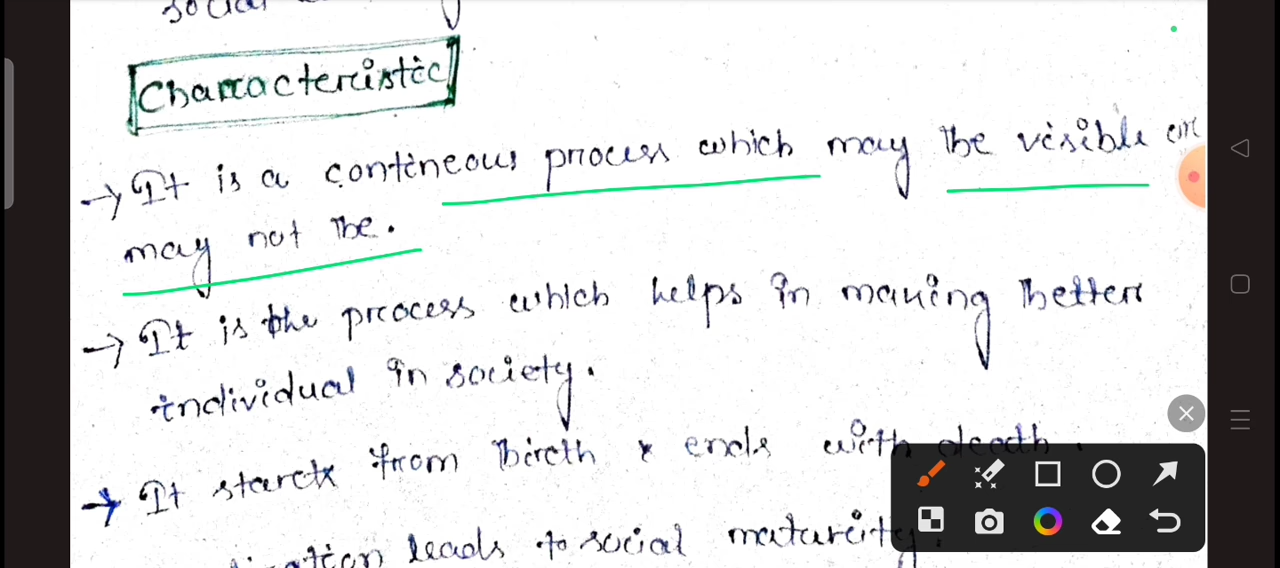 social
Characteristic
→ It is a contineous process which may be visible or
may not be.
→ It is the process which helps in making better
individual in society.
→ It starts from birth & ends with death.
leads to social maturity.